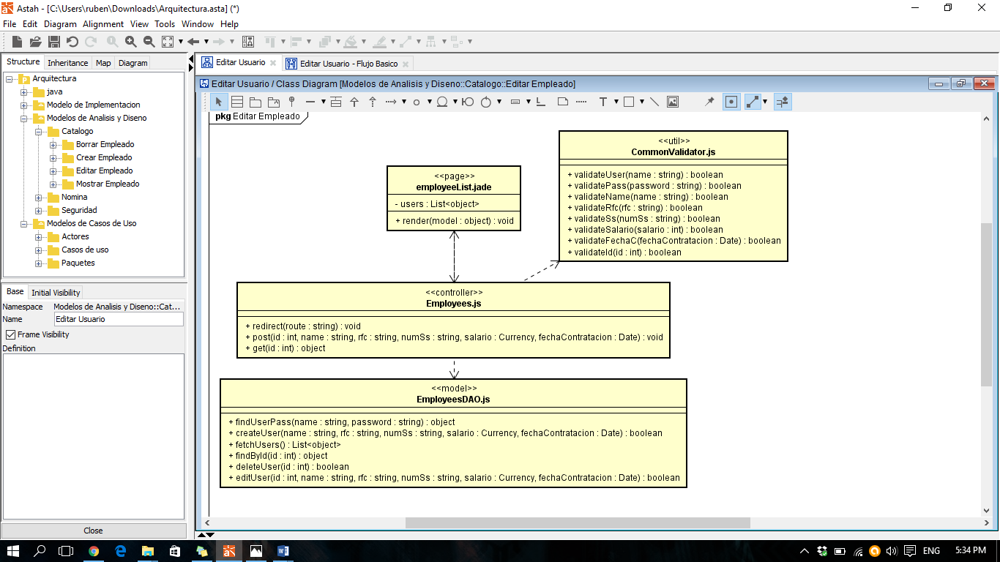 Astah - [C:\Users\ruben\Downloads\Arquitectura.asta] (*)
File Edit Diagram Alignment View Tools Window Help
Structure Inheritance Map Diagram
Arquitectura
java
Modelo de Implementacion
Modelos de Analisis y Diseno
Catalogo
Borrar Empleado
Crear Empleado
Editar Empleado
Mostrar Empleado
Nomina
Seguridad
Modelos de Casos de Uso
Actores
Casos de uso
Paquetes
Base Initial Visibility
Namespace Modelos de Analisis y Diseno::Cat...
Name Editar Usuario
Frame Visibility
Definition
Close
Editar Usuario Editar Usuario - Flujo Basico
Editar Usuario / Class Diagram [Modelos de Analisis y Diseno::Catalogo::Editar Empleado]
pkg Editar Empleado
<<util>>
CommonValidator.js
+ validateUser(name : string) : boolean
+ validatePass(password : string) : boolean
+ validateName(name : string) : boolean
+ validateRfc(rfc : string) : boolean
+ validateSs(numSs : string) : boolean
+ validateSalario(salario : int) : boolean
+ validateFechaC(fechaContratacion : Date) : boolean
+ validateId(id : int) : boolean
<<page>>
employeeList.jade
- users : List<object>
+ render(model : object) : void
<<controller>>
Employees.js
+ redirect(route : string) : void
+ post(id : int, name : string, rfc : string, numSs : string, salario : Currency, fechaContratacion : Date) : void
+ get(id : int) : object
<<model>>
EmployeesDAO.js
+ findUserPass(name : string, password : string) : object
+ createUser(name : string, rfc : string, numSs : string, salario : Currency, fechaContratacion : Date) : boolean
+ fetchUsers() : List<object>
+ findById(id : int) : object
+ deleteUser(id : int) : boolean
+ editUser(id : int, name : string, rfc : string, numSs : string, salario : Currency, fechaContratacion : Date) : boolean
ENG 5:34 PM